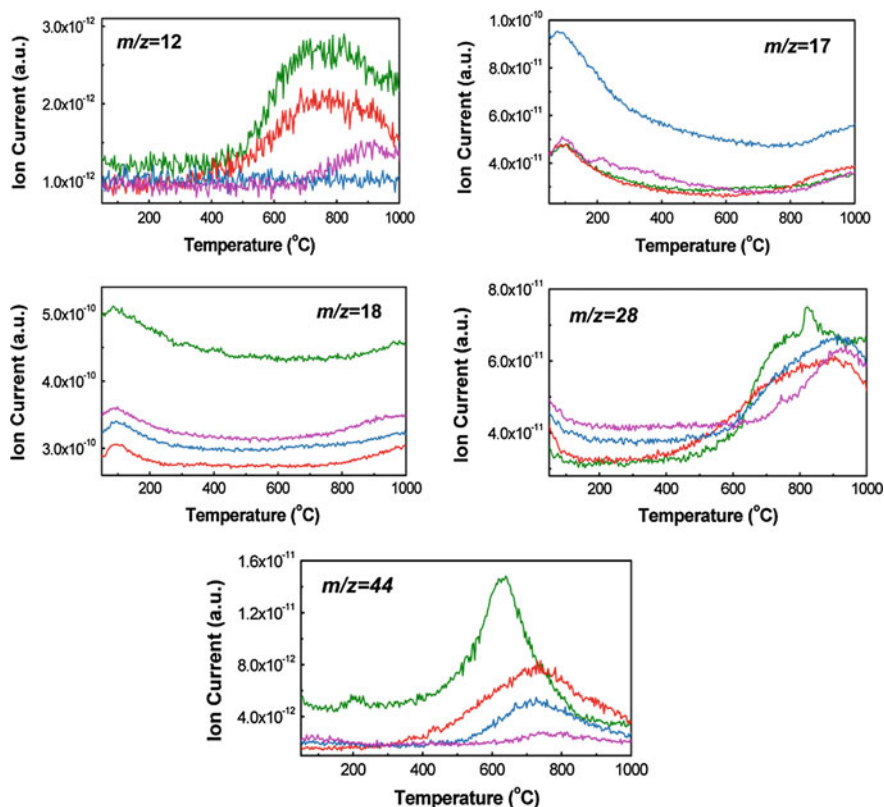 m/z=12
Ion Current (a.u.)
3.0x10⁻¹²
2.0x10⁻¹²
1.0x10⁻¹²
200 400 600 800 1000
Temperature (°C)
m/z=17
Ion Current (a.u.)
1.0x10⁻¹⁰
8.0x10⁻¹¹
6.0x10⁻¹¹
4.0x10⁻¹¹
200 400 600 800 1000
Temperature (°C)
m/z=18
Ion Current (a.u.)
5.0x10⁻¹⁰
4.0x10⁻¹⁰
3.0x10⁻¹⁰
200 400 600 800 1000
Temperature (°C)
m/z=28
Ion Current (a.u.)
8.0x10⁻¹¹
6.0x10⁻¹¹
4.0x10⁻¹¹
200 400 600 800 1000
Temperature (°C)
m/z=44
Ion Current (a.u.)
1.6x10⁻¹¹
1.2x10⁻¹¹
8.0x10⁻¹²
4.0x10⁻¹²
200 400 600 800 1000
Temperature (°C)